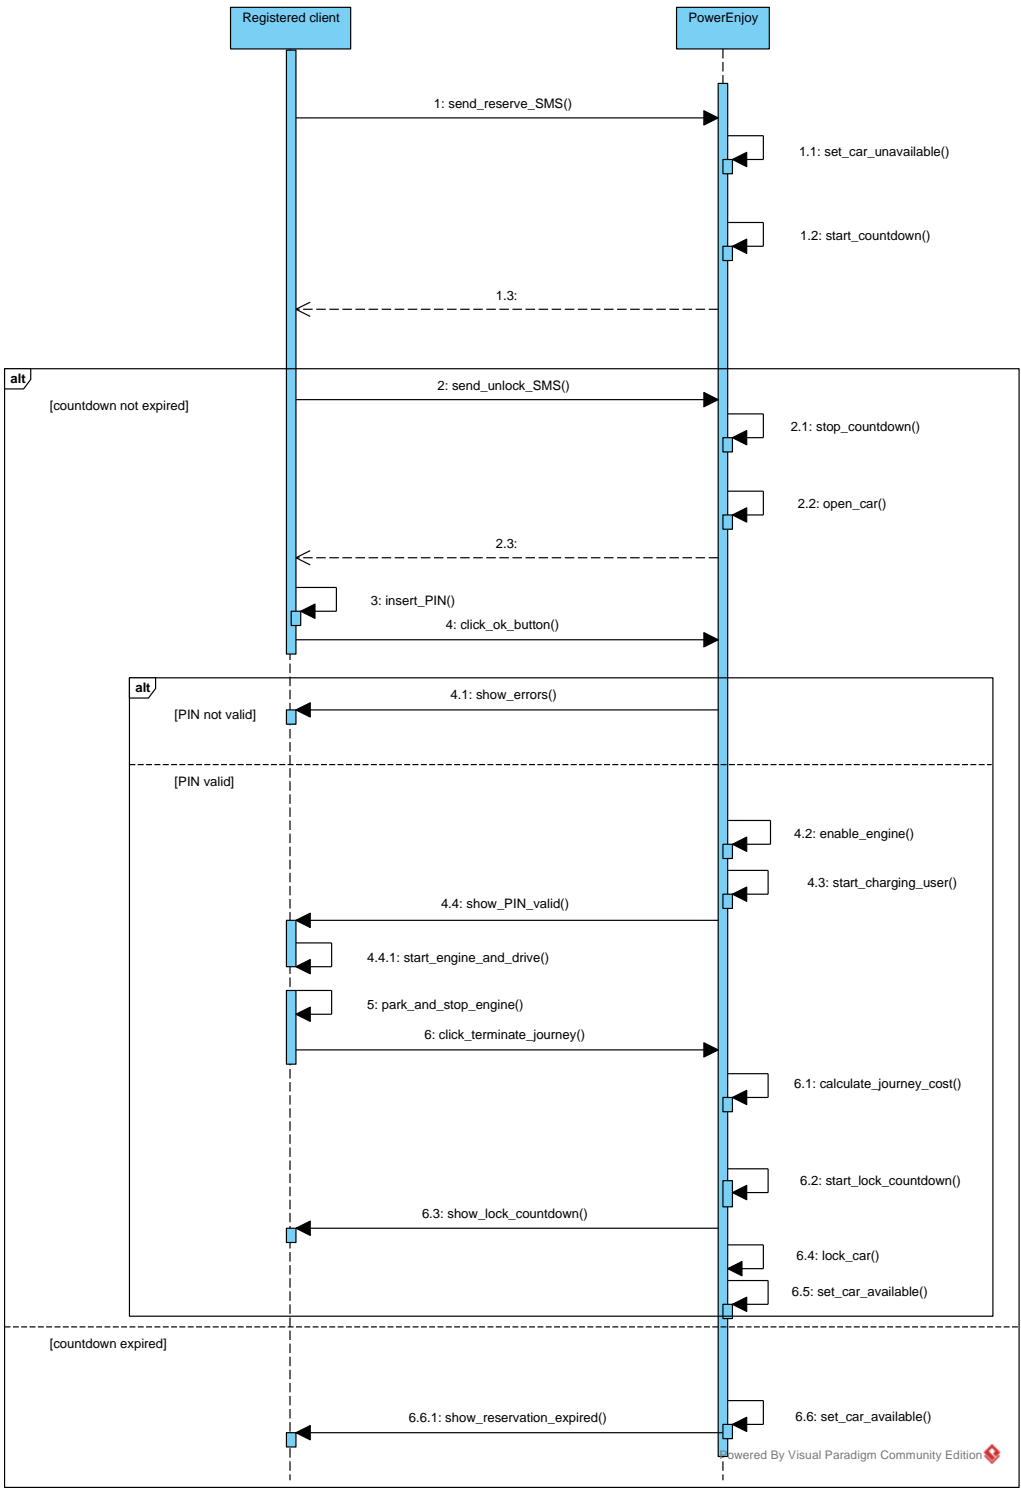 Registered client
PowerEnjoy
1: send_reserve_SMS()
1.1: set_car_unavailable()
1.2: start_countdown()
1.3:
alt
2: send_unlock_SMS()
[countdown not expired]
2.1: stop_countdown()
2.2: open_car()
2.3:
3: insert_PIN()
4: click_ok_button()
alt
4.1: show_errors()
[PIN not valid]
[PIN valid]
4.2: enable_engine()
4.3: start_charging_user()
4.4: show_PIN_valid()
4.4.1: start_engine_and_drive()
5: park_and_stop_engine()
6: click_terminate_journey()
6.1: calculate_journey_cost()
6.2: start_lock_countdown()
6.3: show_lock_countdown()
6.4: lock_car()
6.5: set_car_available()
[countdown expired]
6.6.1: show_reservation_expired()
6.6: set_car_available()
Powered By Visual Paradigm Community Edition